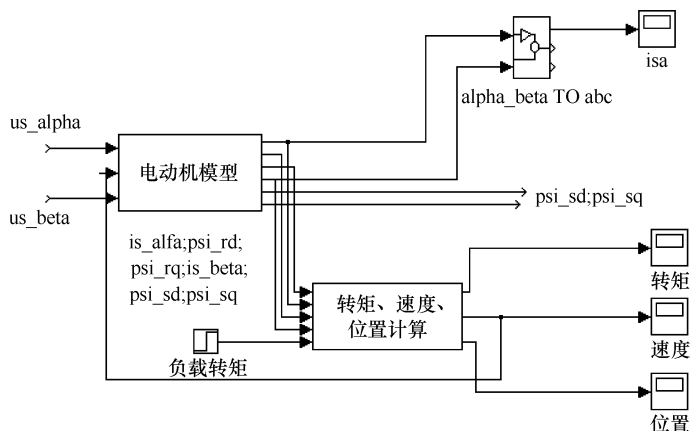 isa
alpha_beta TO abc
us_alpha
电动机模型
us_beta
psi_sd;psi_sq
is_alfa;psi_rd;
psi_rq;is_beta;
psi_sd;psi_sq
转矩
转矩、速度、
位置计算
速度
负载转矩
位置